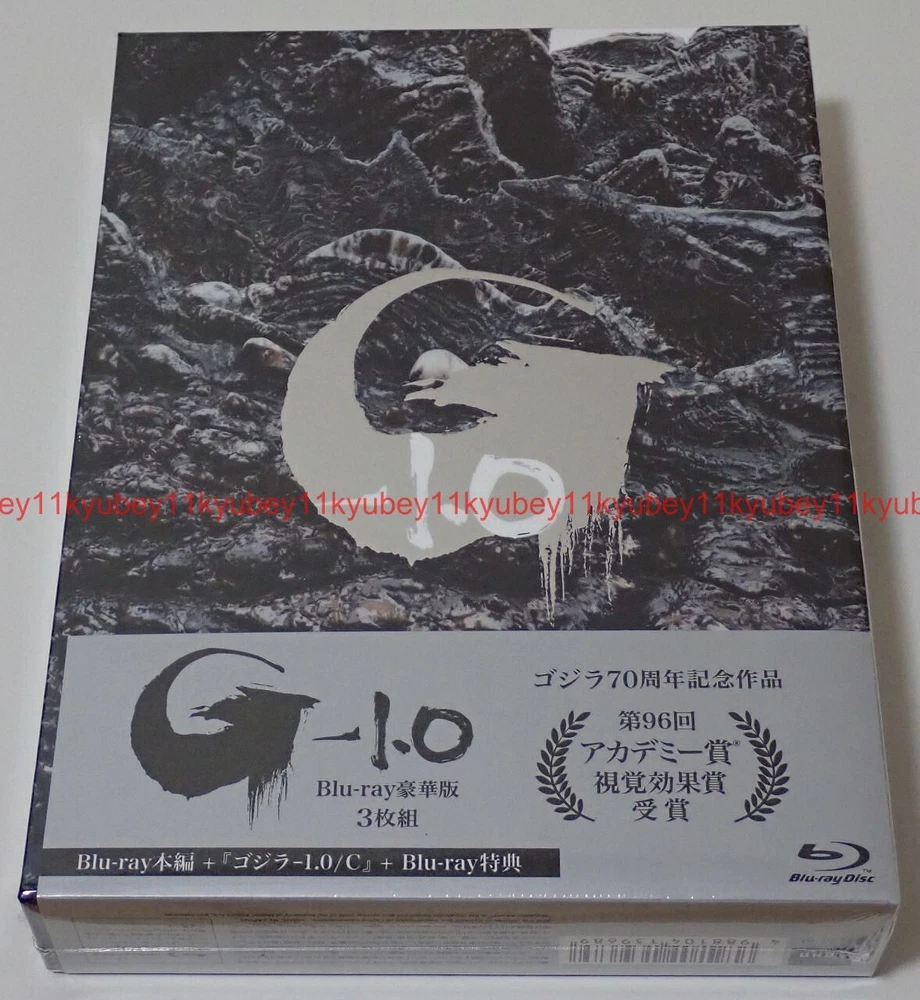 -1.0
ey11kyubey11kyubey11kyubey11kyubey11kyubey11kyubey11kyubey11kyubey
G-1.0
Blu-ray豪華版
3枚組
ゴジラ70周年記念作品
第96回
アカデミー賞®
視覚効果賞
受賞
Blu-ray本編 +『ゴジラ-1.0/C』+ Blu-ray特典
Blu-ray Disc™
4988104139689